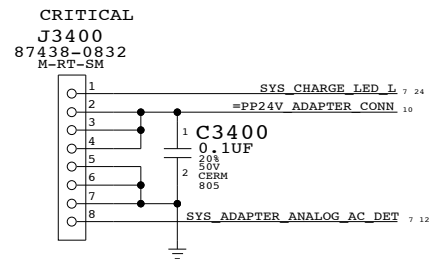 CRITICAL
J3400
87438-0832
M-RT-SM
1
SYS_CHARGE_LED_L 7 24
2
=PP24V_ADAPTER_CONN 10
3
4
5
6
7
8
SYS_ADAPTER_ANALOG_AC_DET 7 12
1
C3400
0.1UF
20%
50V
2
CERM
805